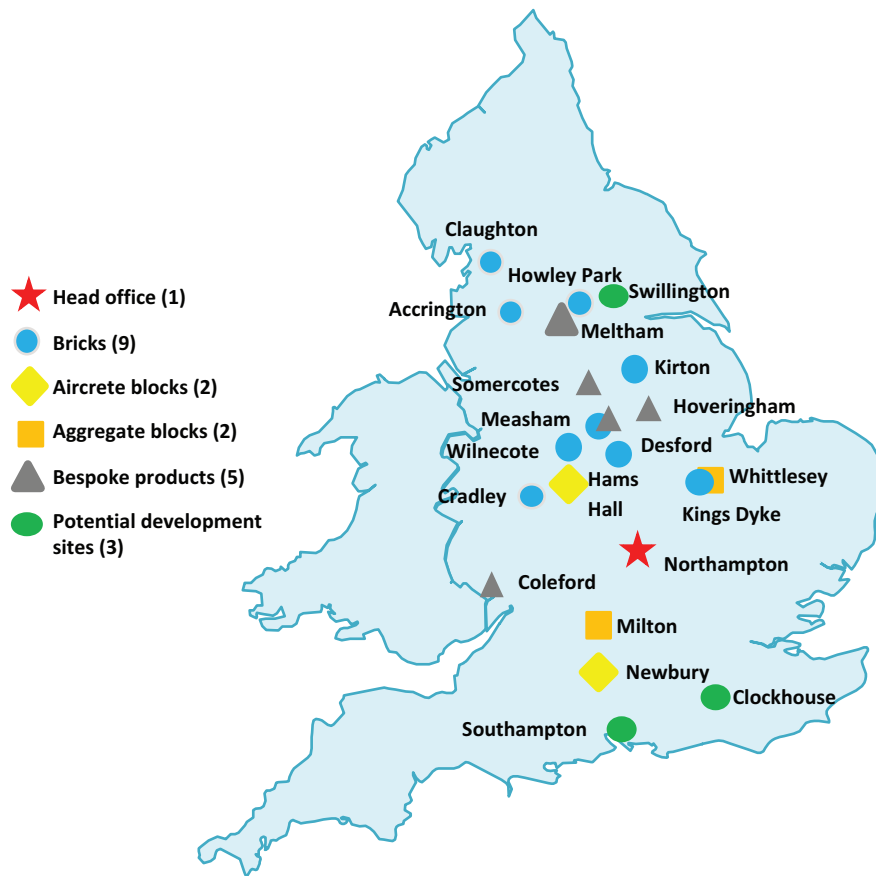 Head office (1)
Bricks (9)
Aircrete blocks (2)
Aggregate blocks (2)
Bespoke products (5)
Potential development
sites (3)
Claughton
Howley Park
Swillington
Accrington
Meltham
Kirton
Somercotes
Hoveringham
Measham
Wilnecote
Desford
Hams
Hall
Whittlesey
Cradley
Kings Dyke
Northampton
Coleford
Milton
Newbury
Clockhouse
Southampton